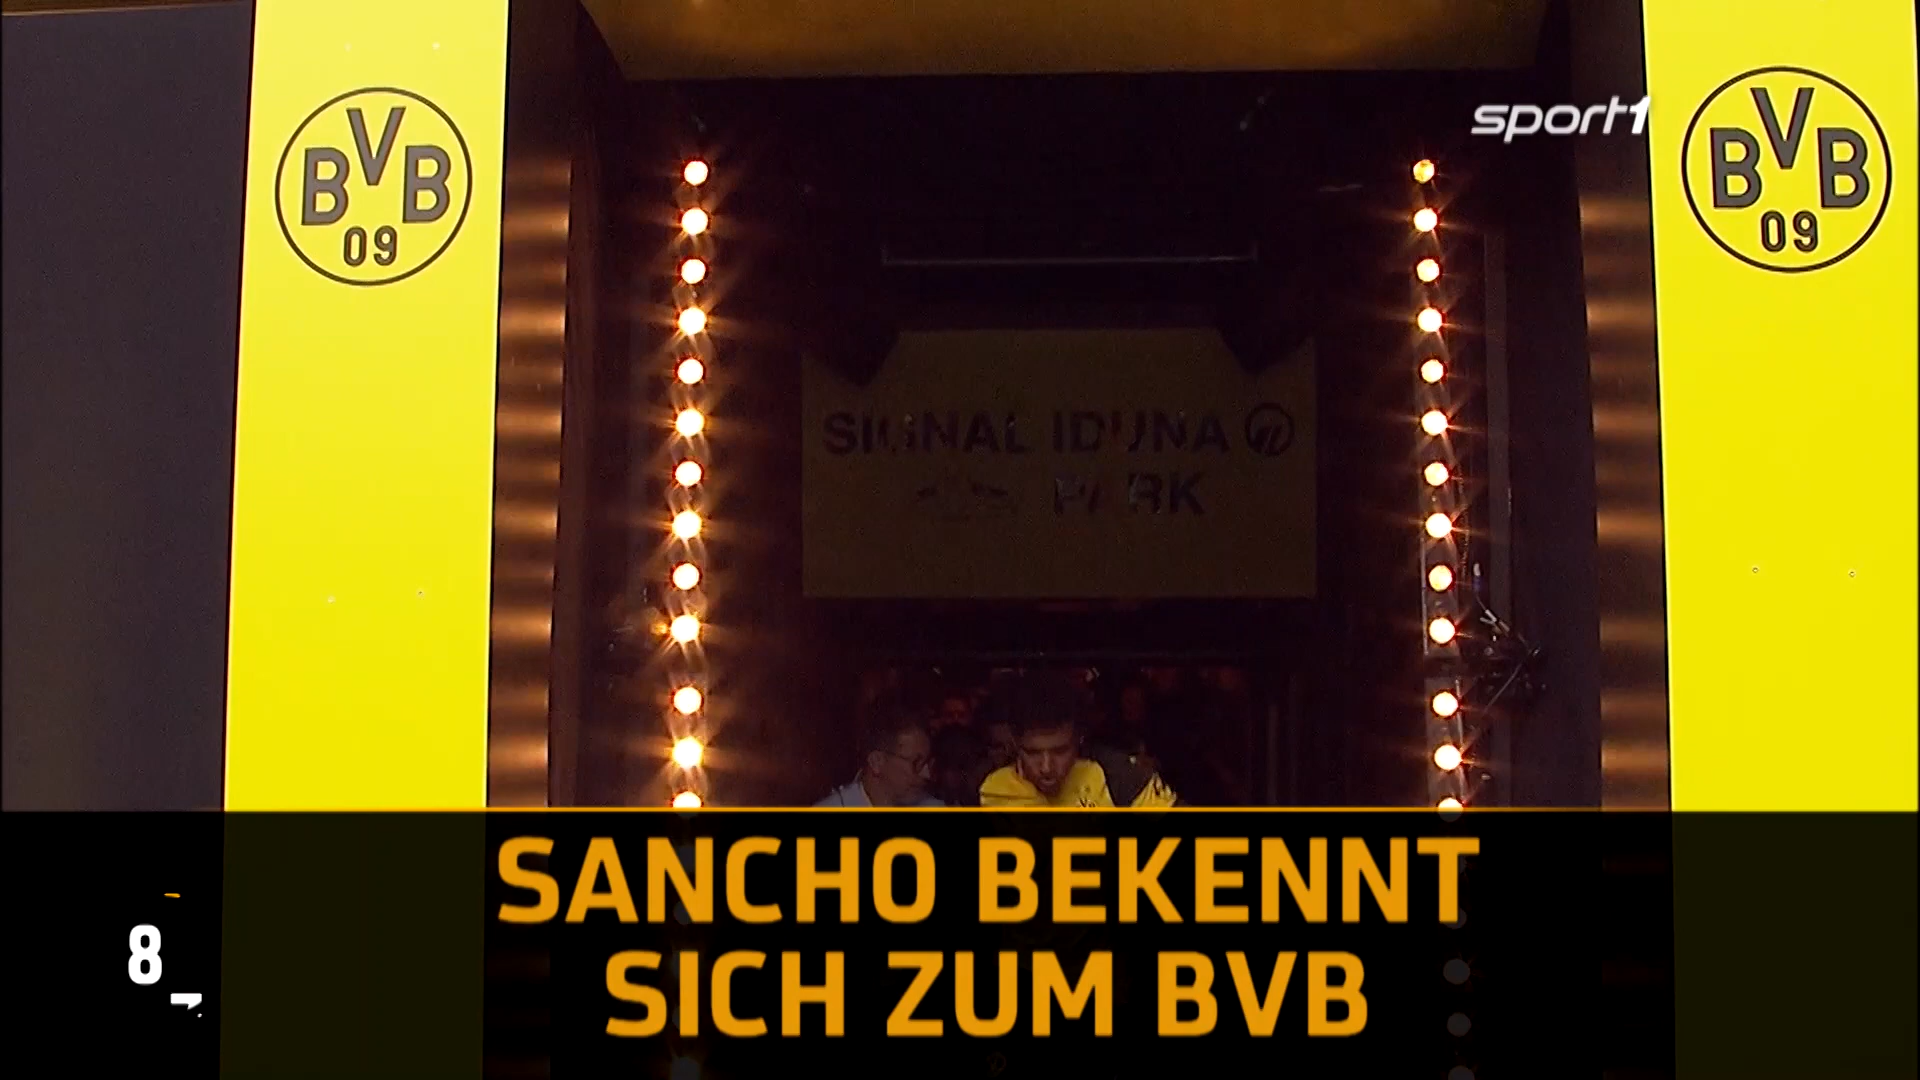 BVB
09
sport1
BVB
09
SIGNAL IDUNA
PARK
SANCHO BEKENNT
SICH ZUM BVB
8